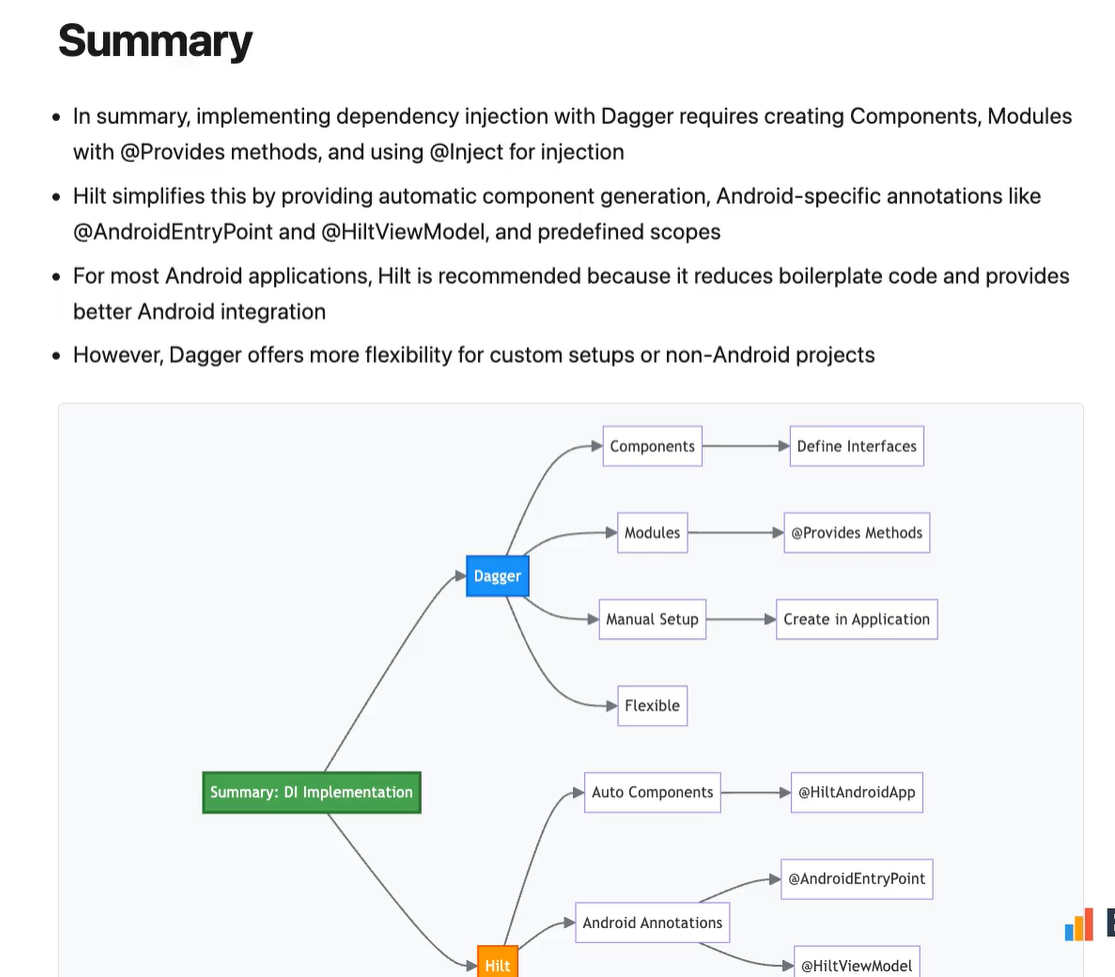 Summary
• In summary, implementing dependency injection with Dagger requires creating Components, Modules
with @Provides methods, and using @Inject for injection
• Hilt simplifies this by providing automatic component generation, Android-specific annotations like
@AndroidEntryPoint and @HiltViewModel, and predefined scopes
• For most Android applications, Hilt is recommended because it reduces boilerplate code and provides
better Android integration
• However, Dagger offers more flexibility for custom setups or non-Android projects
Components
Define Interfaces
Modules
@Provides Methods
Dagger
Manual Setup
Create in Application
Flexible
Summary: DI Implementation
Auto Components
@HiltAndroidApp
@AndroidEntryPoint
Android Annotations
Hilt
@HiltViewModel